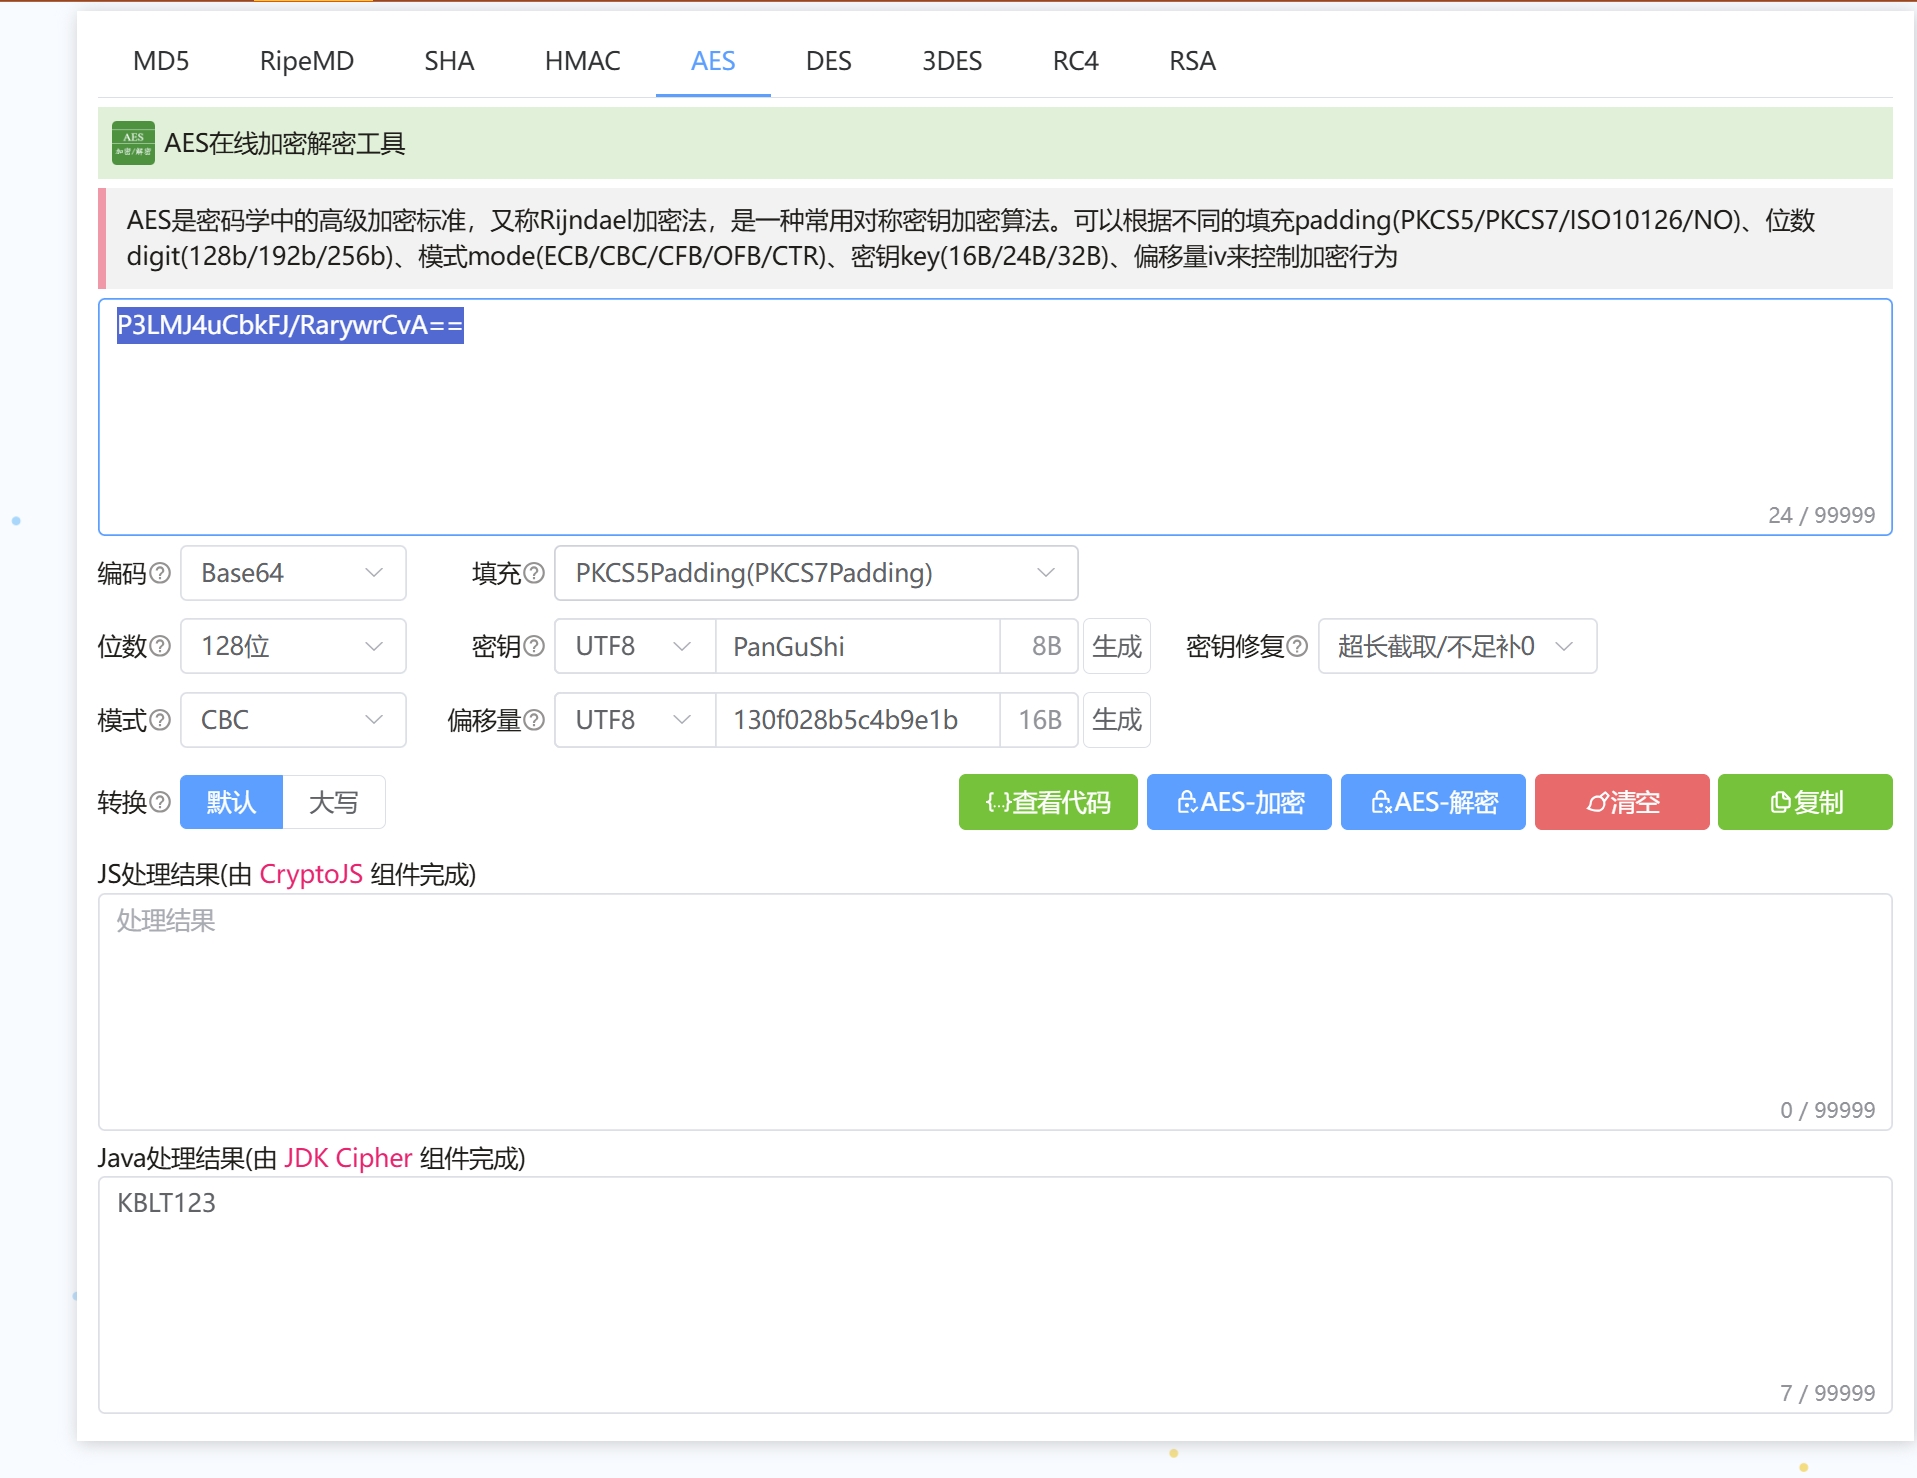 MD5 RipeMD SHA HMAC AES DES 3DES RC4 RSA
AES 加密/解密 AES在线加密解密工具
AES是密码学中的高级加密标准，又称Rijndael加密法，是一种常用对称密钥加密算法。可以根据不同的填充padding(PKCS5/PKCS7/ISO10126/NO)、位数
digit(128b/192b/256b)、模式mode(ECB/CBC/CFB/OFB/CTR)、密钥key(16B/24B/32B)、偏移量iv来控制加密行为
P3LMJ4uCbkFJ/RarywrCvA==
24 / 99999
编码? Base64 填充? PKCS5Padding(PKCS7Padding)
位数? 128位 密钥? UTF8 PanGuShi 8B 生成 密钥修复? 超长截取/不足补0
模式? CBC 偏移量? UTF8 130f028b5c4b9e1b 16B 生成
转换? 默认 大写 {...}查看代码 AES-加密 AES-解密 清空 复制
JS处理结果(由 CryptoJS 组件完成)
处理结果
0 / 99999
Java处理结果(由 JDK Cipher 组件完成)
KBLT123
7 / 99999